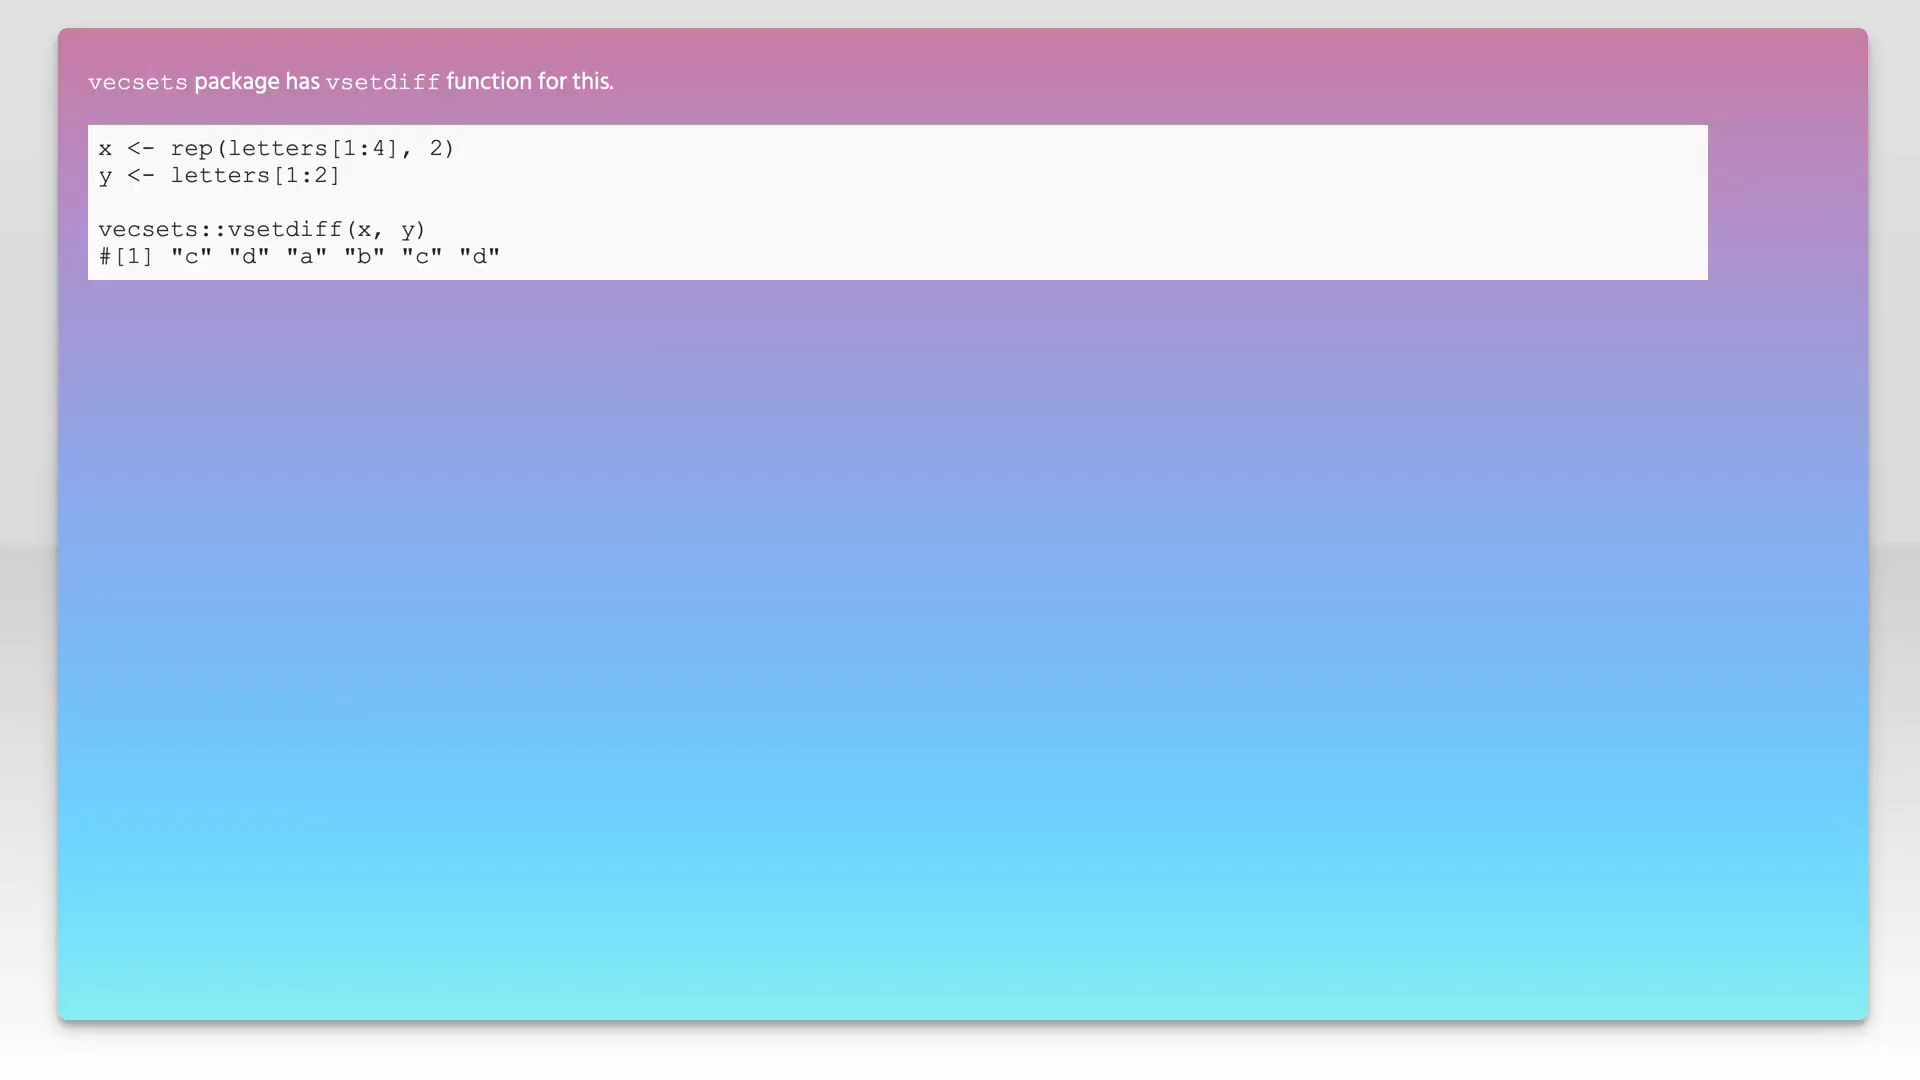 vecsets package has vsetdiff function for this.
x <- rep(letters[1:4], 2)
y <- letters[1:2]
vecsets::vsetdiff(x, y)
#[1] "c" "d" "a" "b" "c" "d"